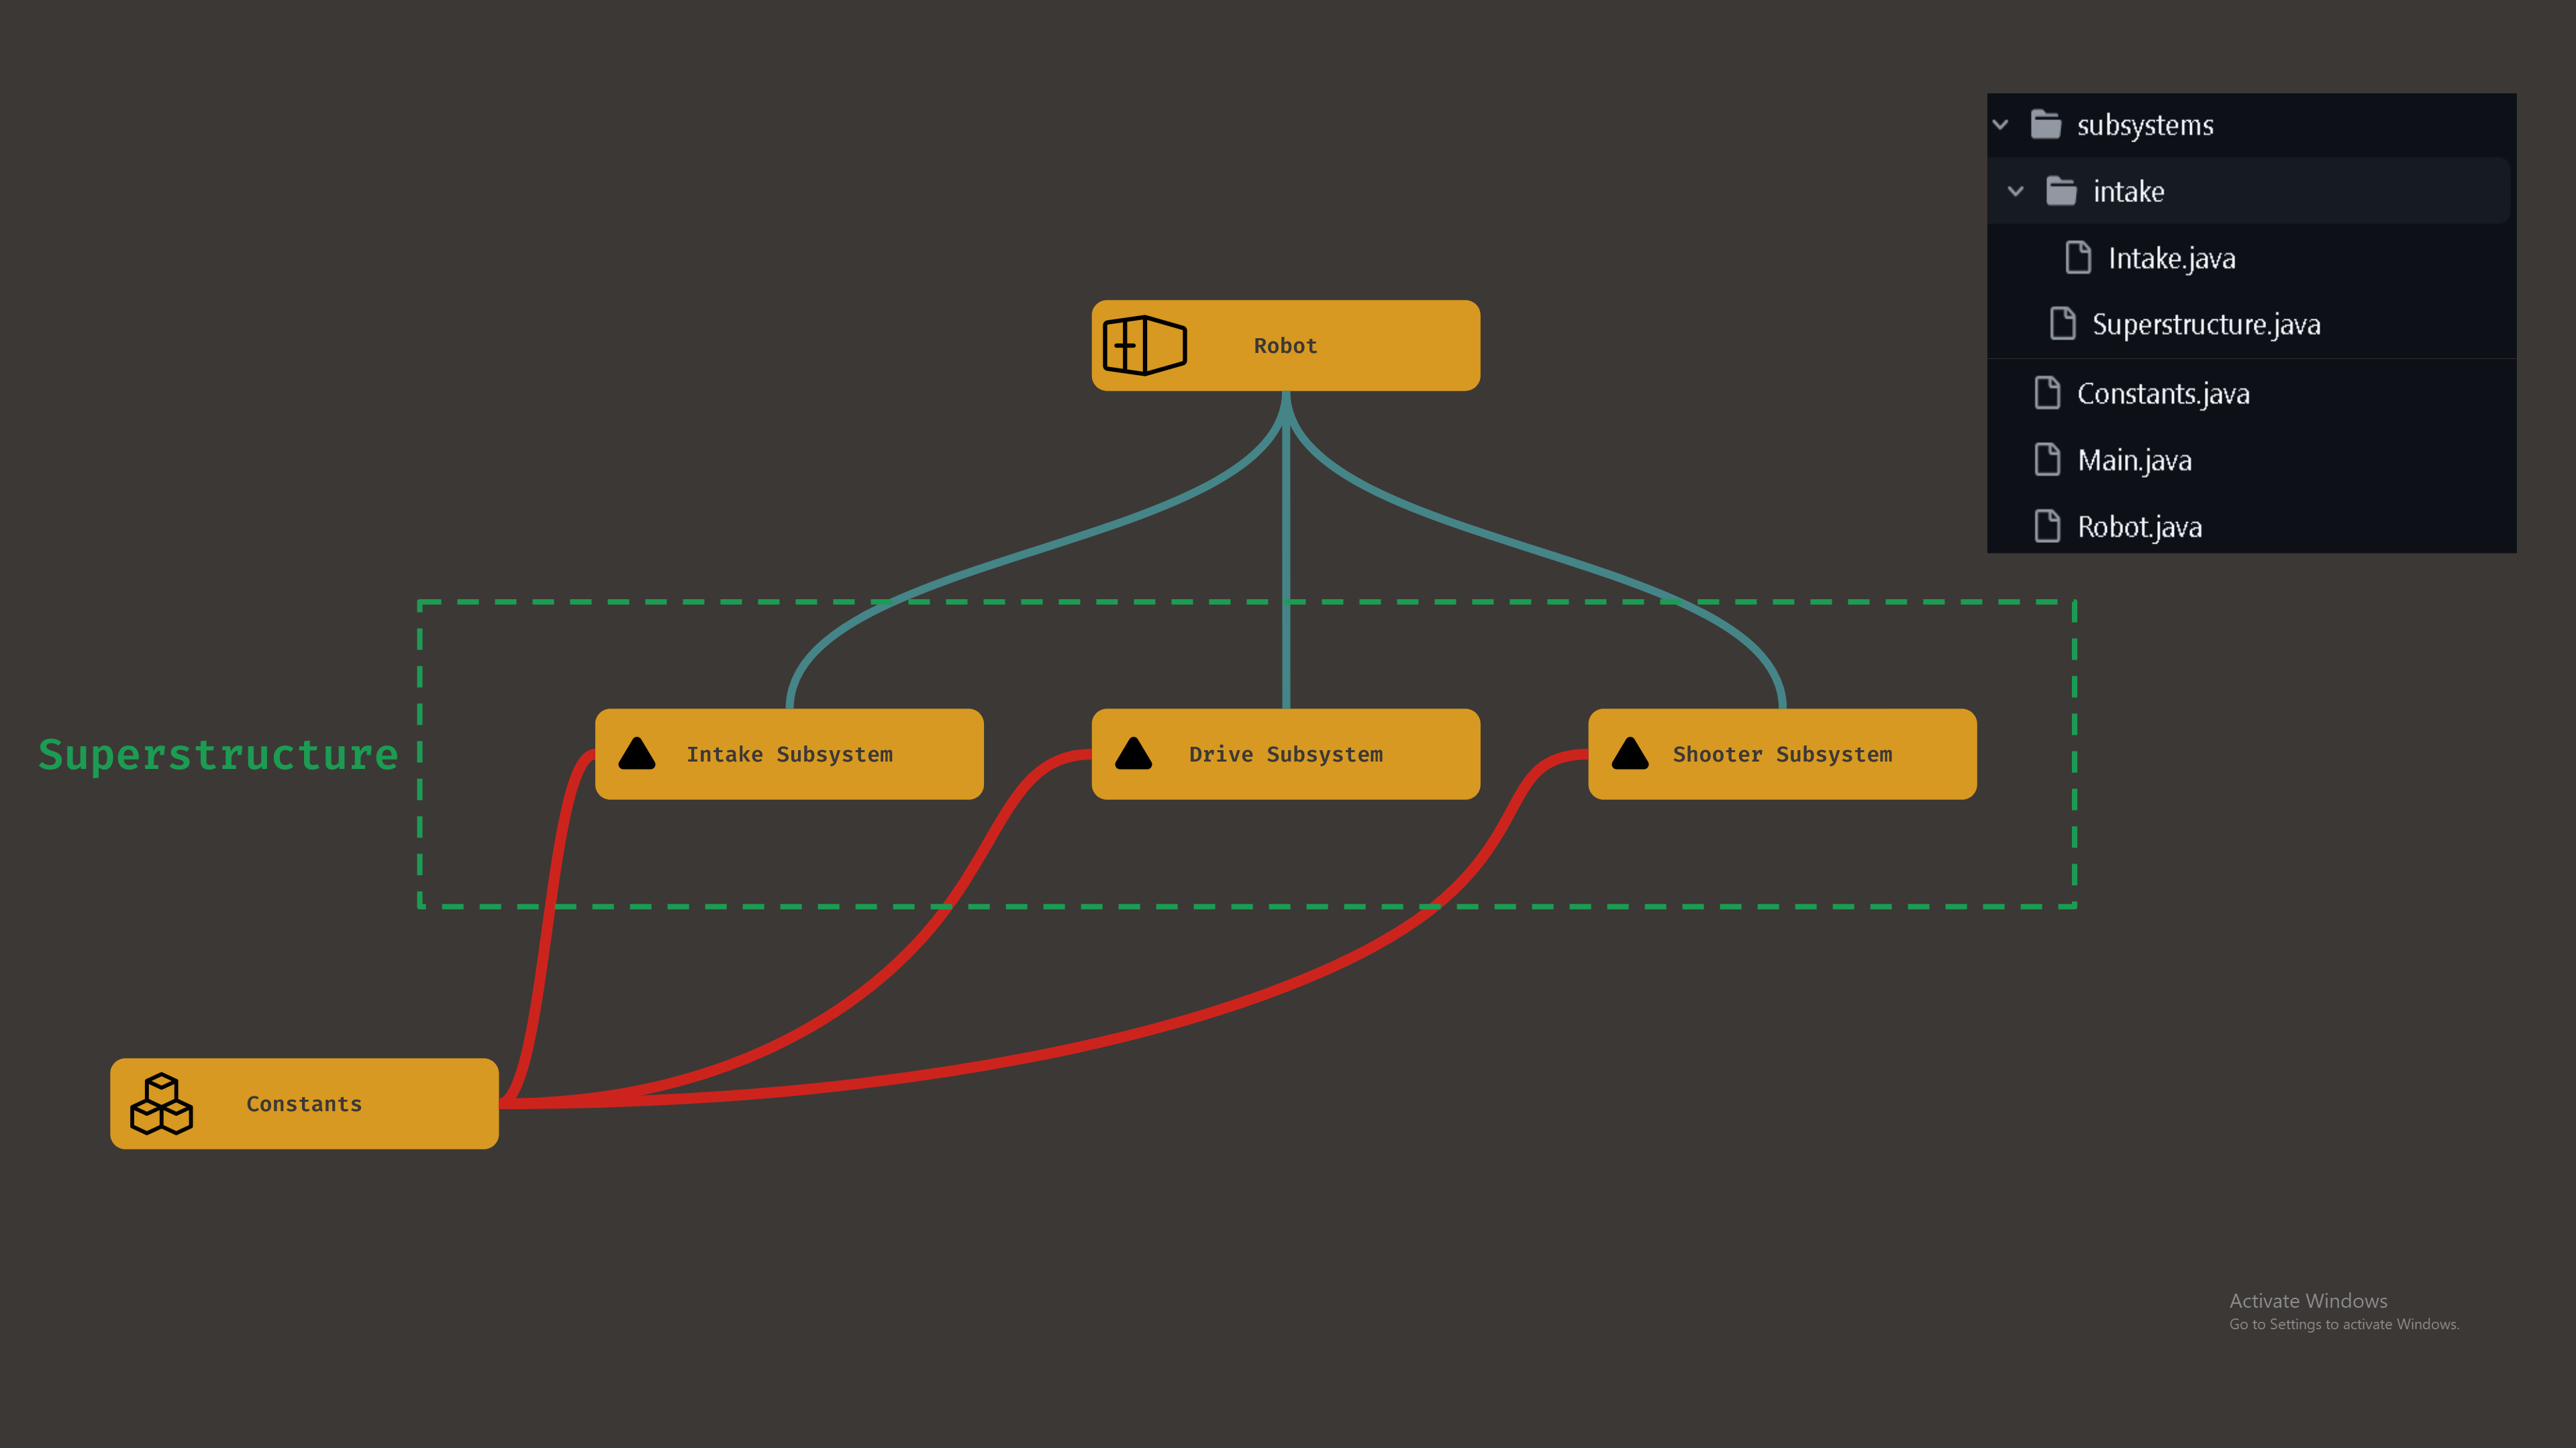 subsystems
intake
Intake.java
Superstructure.java
Constants.java
Main.java
Robot.java
Robot
Superstructure
Intake Subsystem
Drive Subsystem
Shooter Subsystem
Constants
Activate Windows
Go to Settings to activate Windows.